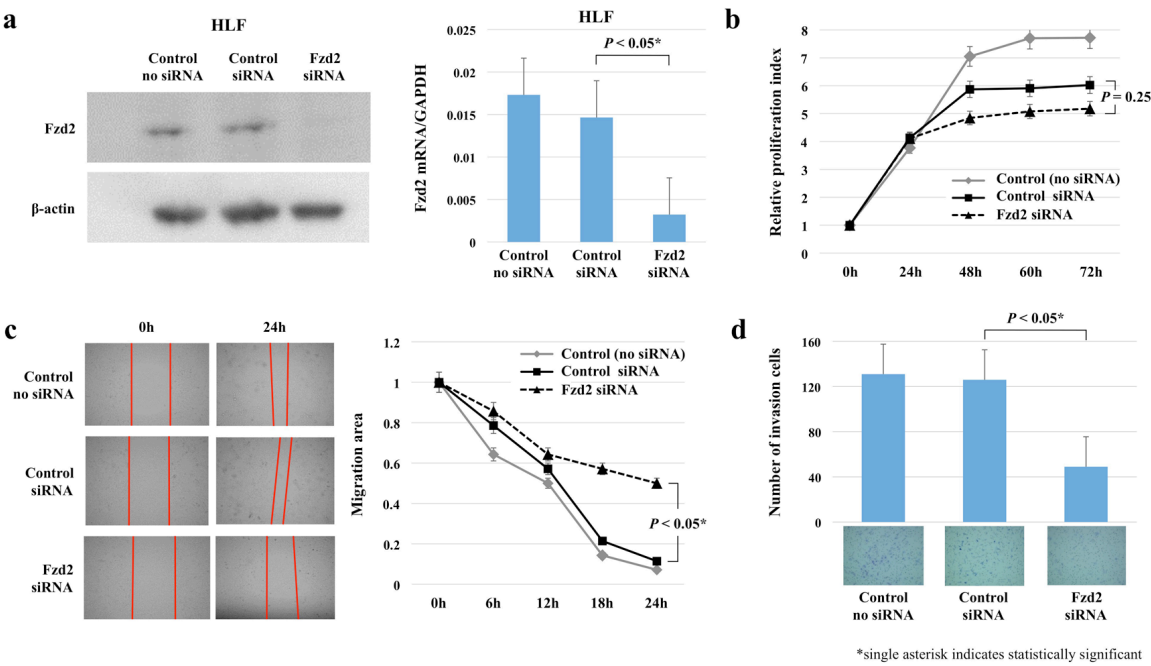 a
HLF
Control
no siRNA
Control
siRNA
Fzd2
siRNA
Fzd2
β-actin
HLF
Fzd2 mRNA/GAPDH
0.025
0.02
0.015
0.01
0.005
0
P < 0.05*
Control
no siRNA
Control
siRNA
Fzd2
siRNA
b
Relative proliferation index
8
7
6
5
4
3
2
1
0
P = 0.25
Control (no siRNA)
Control siRNA
Fzd2 siRNA
0h 24h 48h 60h 72h
c
0h 24h
Control
no siRNA
Control
siRNA
Fzd2
siRNA
Migration area
1.2
1
0.8
0.6
0.4
0.2
0
Control (no siRNA)
Control siRNA
Fzd2 siRNA
P < 0.05*
0h 6h 12h 18h 24h
d
P < 0.05*
Number of invasion cells
160
120
80
40
0
Control
no siRNA
Control
siRNA
Fzd2
siRNA
*single asterisk indicates statistically significant